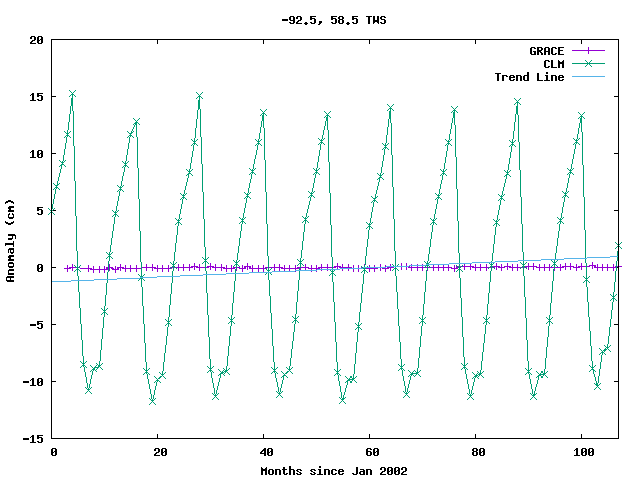 -92.5, 58.5 TWS
GRACE
CLM
Trend Line
20
15
10
5
0
-5
-10
-15
Anomaly (cm)
0 20 40 60 80 100
Months since Jan 2002